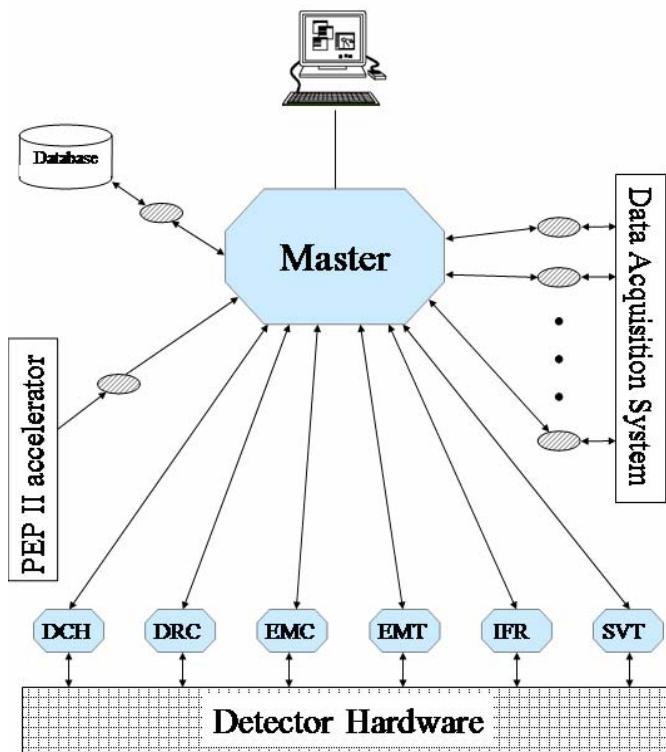 Database
Master
Data Acquisition System
PEP II accelerator
DCH
DRC
EMC
EMT
IFR
SVT
Detector Hardware